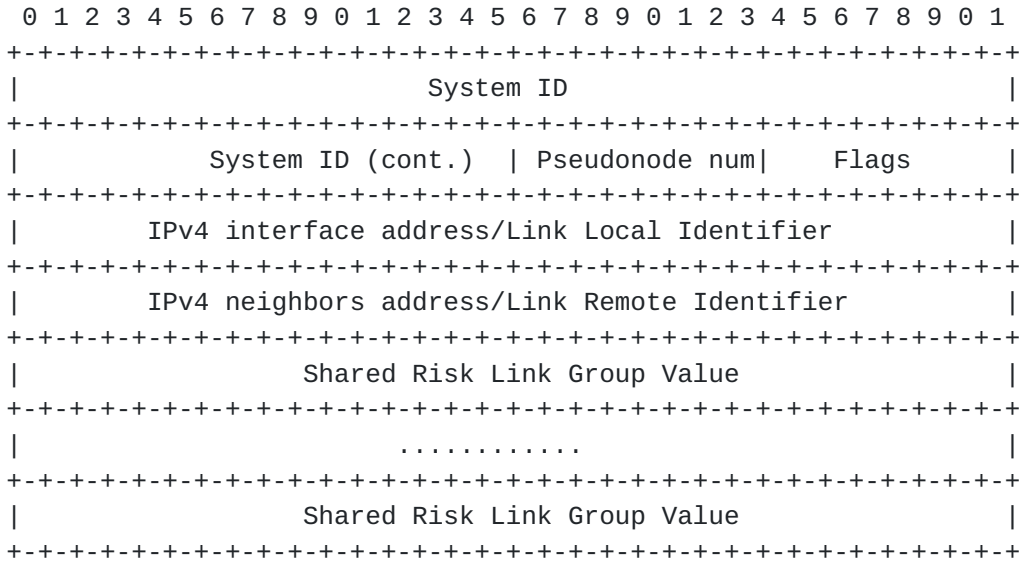 0 1 2 3 4 5 6 7 8 9 0 1 2 3 4 5 6 7 8 9 0 1 2 3 4 5 6 7 8 9 0 1
+-+-+-+-+-+-+-+-+-+-+-+-+-+-+-+-+-+-+-+-+-+-+-+-+-+-+-+-+-+-+-+-+
|                          System ID                            |
+-+-+-+-+-+-+-+-+-+-+-+-+-+-+-+-+-+-+-+-+-+-+-+-+-+-+-+-+-+-+-+-+
|            System ID (cont.)  | Pseudonode num|    Flags      |
+-+-+-+-+-+-+-+-+-+-+-+-+-+-+-+-+-+-+-+-+-+-+-+-+-+-+-+-+-+-+-+-+
|        IPv4 interface address/Link Local Identifier           |
+-+-+-+-+-+-+-+-+-+-+-+-+-+-+-+-+-+-+-+-+-+-+-+-+-+-+-+-+-+-+-+-+
|        IPv4 neighbors address/Link Remote Identifier          |
+-+-+-+-+-+-+-+-+-+-+-+-+-+-+-+-+-+-+-+-+-+-+-+-+-+-+-+-+-+-+-+-+
|                  Shared Risk Link Group Value                 |
+-+-+-+-+-+-+-+-+-+-+-+-+-+-+-+-+-+-+-+-+-+-+-+-+-+-+-+-+-+-+-+-+
|                        ............                           |
+-+-+-+-+-+-+-+-+-+-+-+-+-+-+-+-+-+-+-+-+-+-+-+-+-+-+-+-+-+-+-+-+
|                  Shared Risk Link Group Value                 |
+-+-+-+-+-+-+-+-+-+-+-+-+-+-+-+-+-+-+-+-+-+-+-+-+-+-+-+-+-+-+-+-+